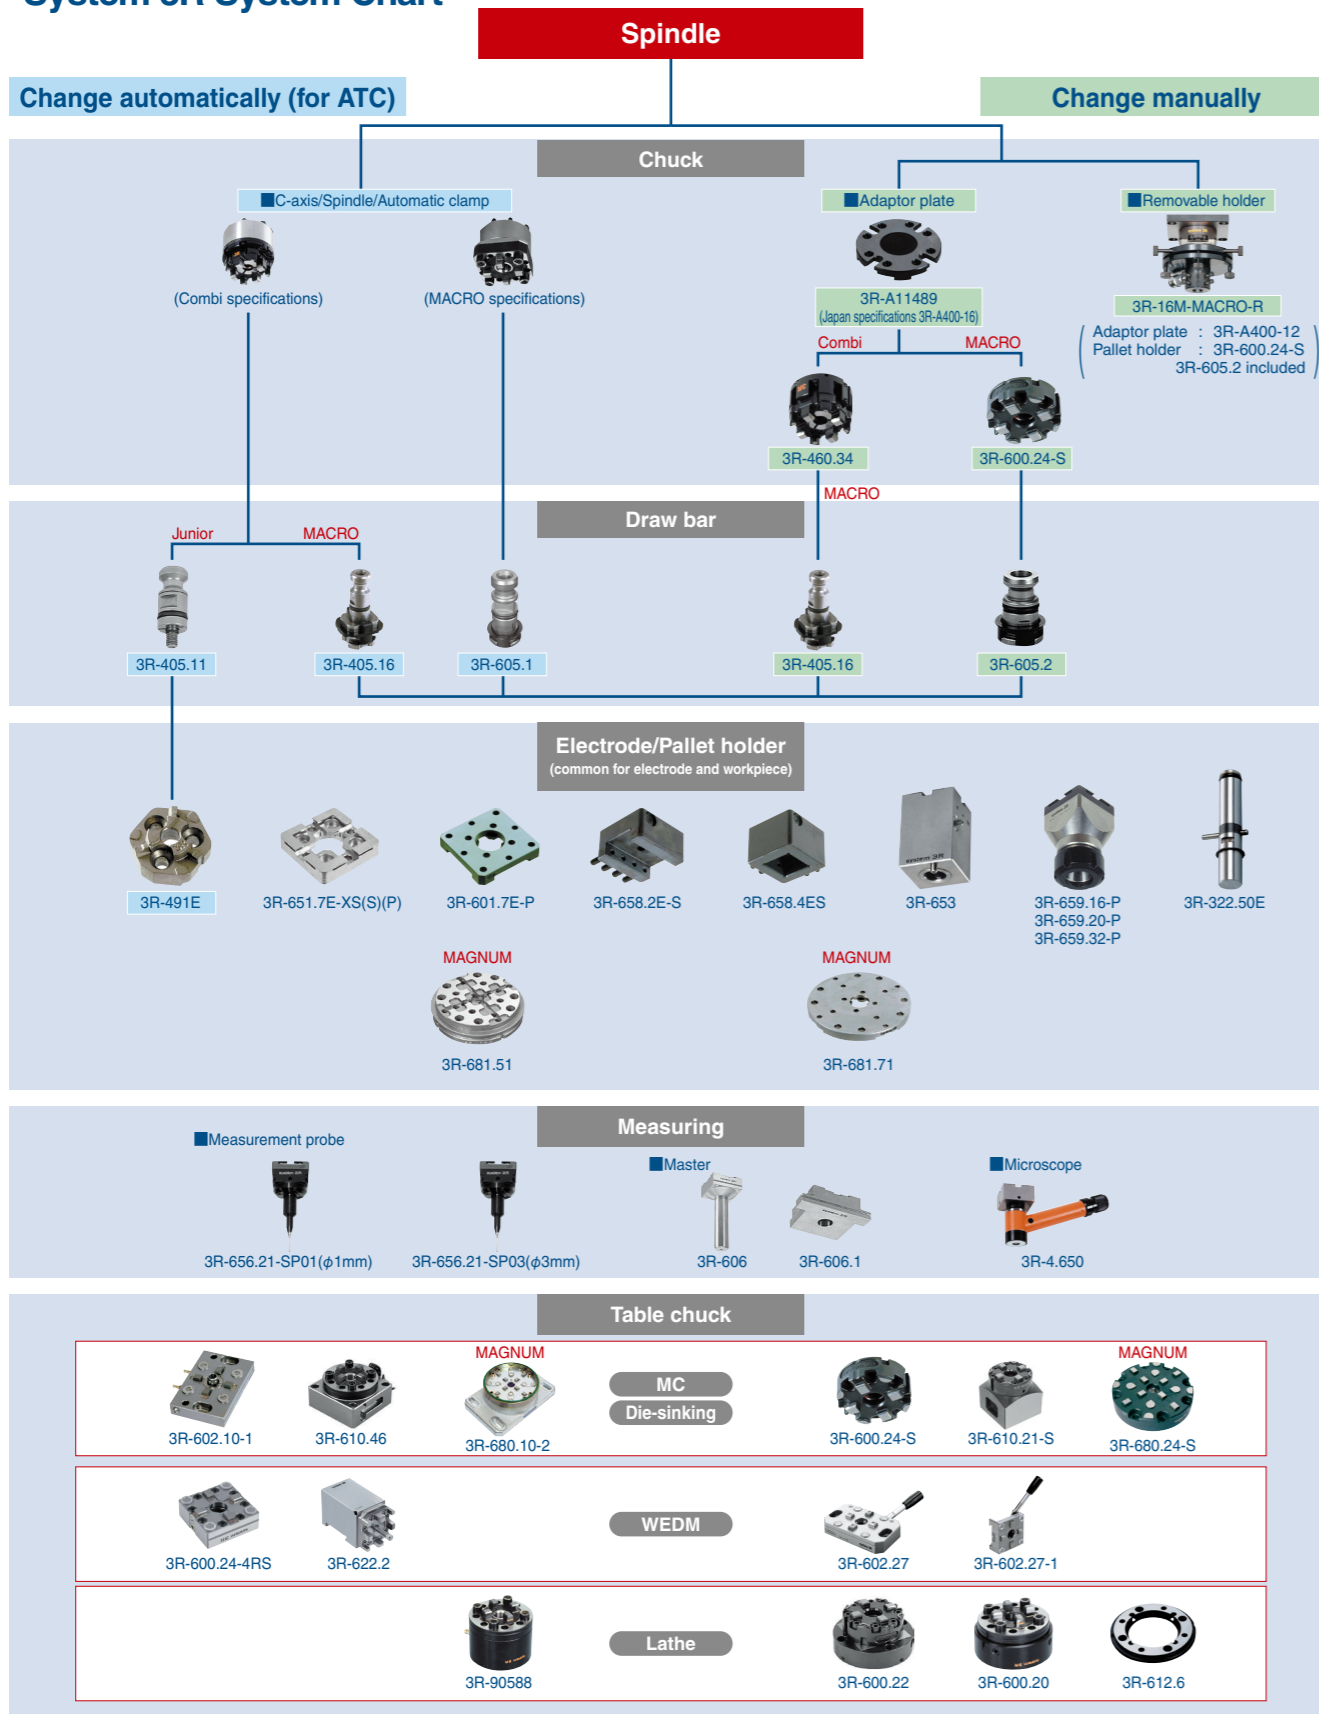 System 3R System Chart
Spindle
Change automatically (for ATC)
Change manually
Chuck
■C-axis/Spindle/Automatic clamp
■Adaptor plate
■Removable holder
(Combi specifications)
(MACRO specifications)
3R-A11489
(Japan specifications 3R-A400-16)
3R-16M-MACRO-R
Adaptor plate : 3R-A400-12
Pallet holder : 3R-600.24-S
3R-605.2 included
Combi
MACRO
3R-460.34
3R-600.24-S
MACRO
Draw bar
Junior
MACRO
3R-405.11
3R-405.16
3R-605.1
3R-405.16
3R-605.2
Electrode/Pallet holder
(common for electrode and workpiece)
system 3R
3R-491E
3R-651.7E-XS(S)(P)
3R-601.7E-P
3R-658.2E-S
3R-658.4ES
3R-653
3R-659.16-P
3R-659.20-P
3R-659.32-P
3R-322.50E
MAGNUM
MAGNUM
3R-681.51
3R-681.71
Measuring
■Measurement probe
■Master
■Microscope
3R-656.21-SP01(φ1mm)
3R-656.21-SP03(φ3mm)
3R-606
3R-606.1
3R-4.650
Table chuck
MAGNUM
MC
Die-sinking
MAGNUM
3R-602.10-1
3R-610.46
3R-680.10-2
3R-600.24-S
3R-610.21-S
3R-680.24-S
WEDM
3R-600.24-4RS
3R-622.2
3R-602.27
3R-602.27-1
Lathe
3R-90588
3R-600.22
3R-600.20
3R-612.6